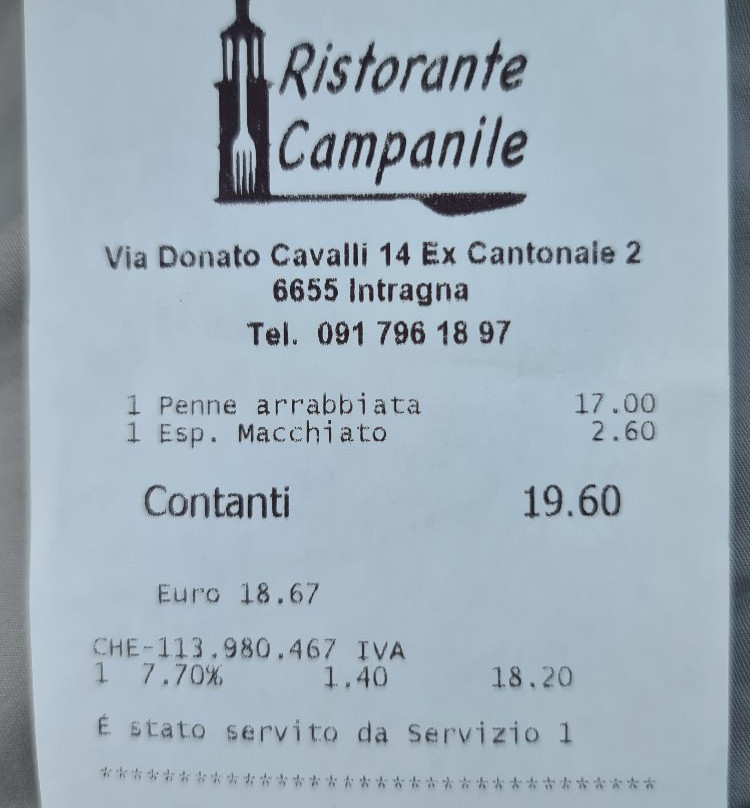 Ristorante
Campanile
Via Donato Cavalli 14 Ex Cantonale 2
6655 Intragna
Tel. 091 796 18 97
1 Penne arrabbiata 17.00
1 Esp. Macchiato 2.60
Contanti 19.60
Euro 18.67
CHE-113.980.467 IVA
1 7.70% 1.40 18.20
É stato servito da Servizio 1
**********************************